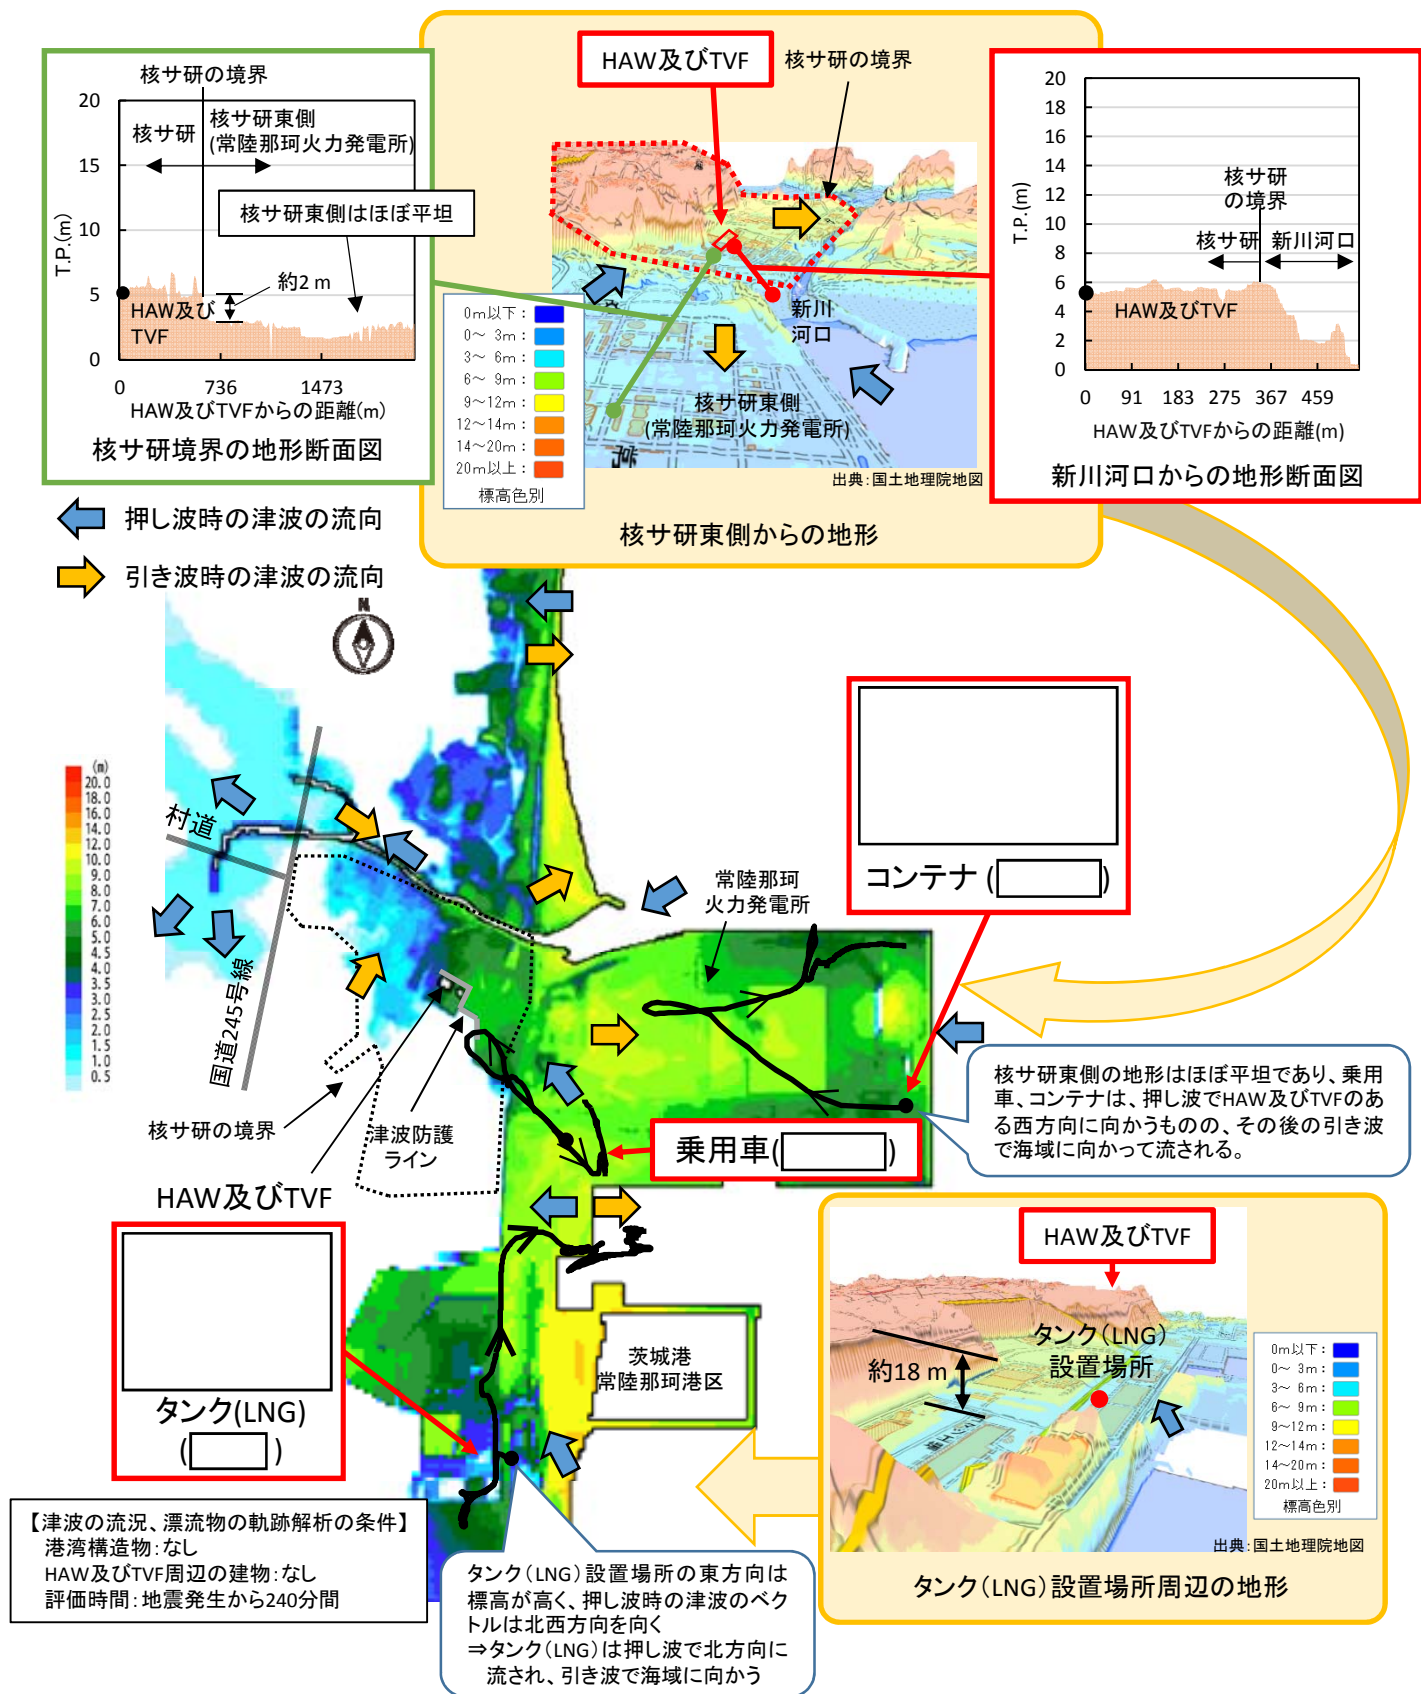 核サ研の境界
20
核サ研
核サ研東側
(常陸那珂火力発電所)
15
核サ研東側はほぼ平坦
T.P.(m)
10
約2 m
5
HAW及び
TVF
0
0
736
1473
HAW及びTVFからの距離(m)
核サ研境界の地形断面図
HAW及びTVF
核サ研の境界
新川
河口
核サ研東側
(常陸那珂火力発電所)
0m以下：
0～ 3m：
3～ 6m：
6～ 9m：
9～12m：
12～14m：
14～20m：
20m以上：
標高色別
出典：国土地理院地図
核サ研東側からの地形
20
18
16
14
12
10
8
6
4
2
0
T.P.(m)
核サ研
の境界
核サ研
新川河口
HAW及びTVF
0
91
183
275
367
459
HAW及びTVFからの距離(m)
新川河口からの地形断面図
押し波時の津波の流向
引き波時の津波の流向
N
(m)
20.0
18.0
16.0
14.0
12.0
10.0
9.0
8.0
7.0
6.0
5.0
4.5
4.0
3.5
3.0
2.5
2.0
1.5
1.0
0.5
村道
国道245号線
核サ研の境界
津波防護
ライン
HAW及びTVF
常陸那珂
火力発電所
コンテナ ( )
核サ研東側の地形はほぼ平坦であり、乗用
車、コンテナは、押し波でHAW及びTVFのあ
る西方向に向かうものの、その後の引き波
で海域に向かって流される。
乗用車( )
タンク(LNG)
( )
茨城港
常陸那珂港区
HAW及びTVF
タンク（LNG）
設置場所
約18 m
0m以下：
0～ 3m：
3～ 6m：
6～ 9m：
9～12m：
12～14m：
14～20m：
20m以上：
標高色別
出典：国土地理院地図
タンク（LNG）設置場所周辺の地形
【津波の流況、漂流物の軌跡解析の条件】
港湾構造物：なし
HAW及びTVF周辺の建物：なし
評価時間：地震発生から240分間
タンク（LNG）設置場所の東方向は
標高が高く、押し波時の津波のベク
トルは北西方向を向く
⇒タンク（LNG）は押し波で北方向に
流され、引き波で海域に向かう